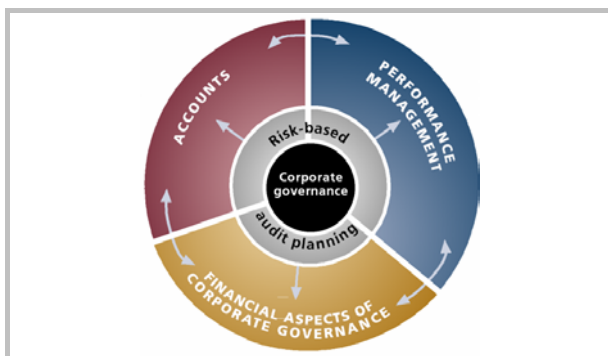 ACCOUNTS
PERFORMANCE
MANAGEMENT
Risk-based
Corporate
governance
audit planning
FINANCIAL ASPECTS OF
CORPORATE GOVERNANCE